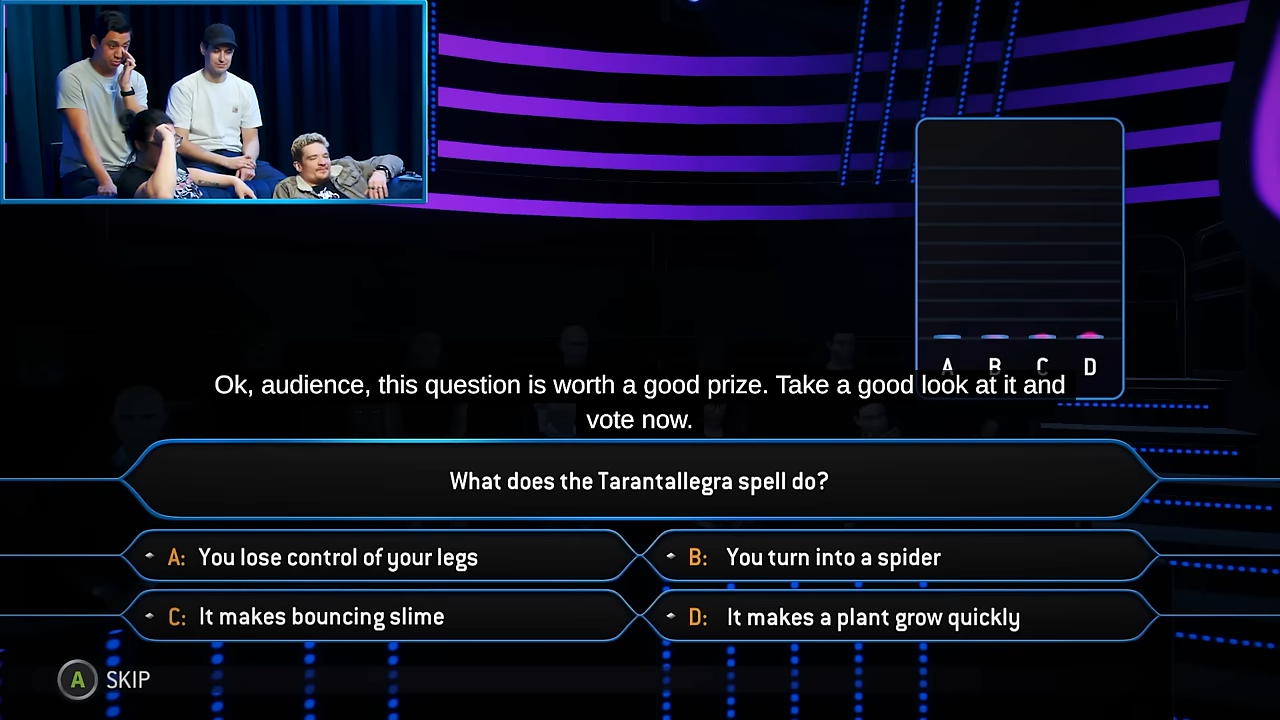 A B C D
Ok, audience, this question is worth a good prize. Take a good look at it and
vote now.
What does the Tarantallegra spell do?
A: You lose control of your legs
B: You turn into a spider
C: It makes bouncing slime
D: It makes a plant grow quickly
A SKIP